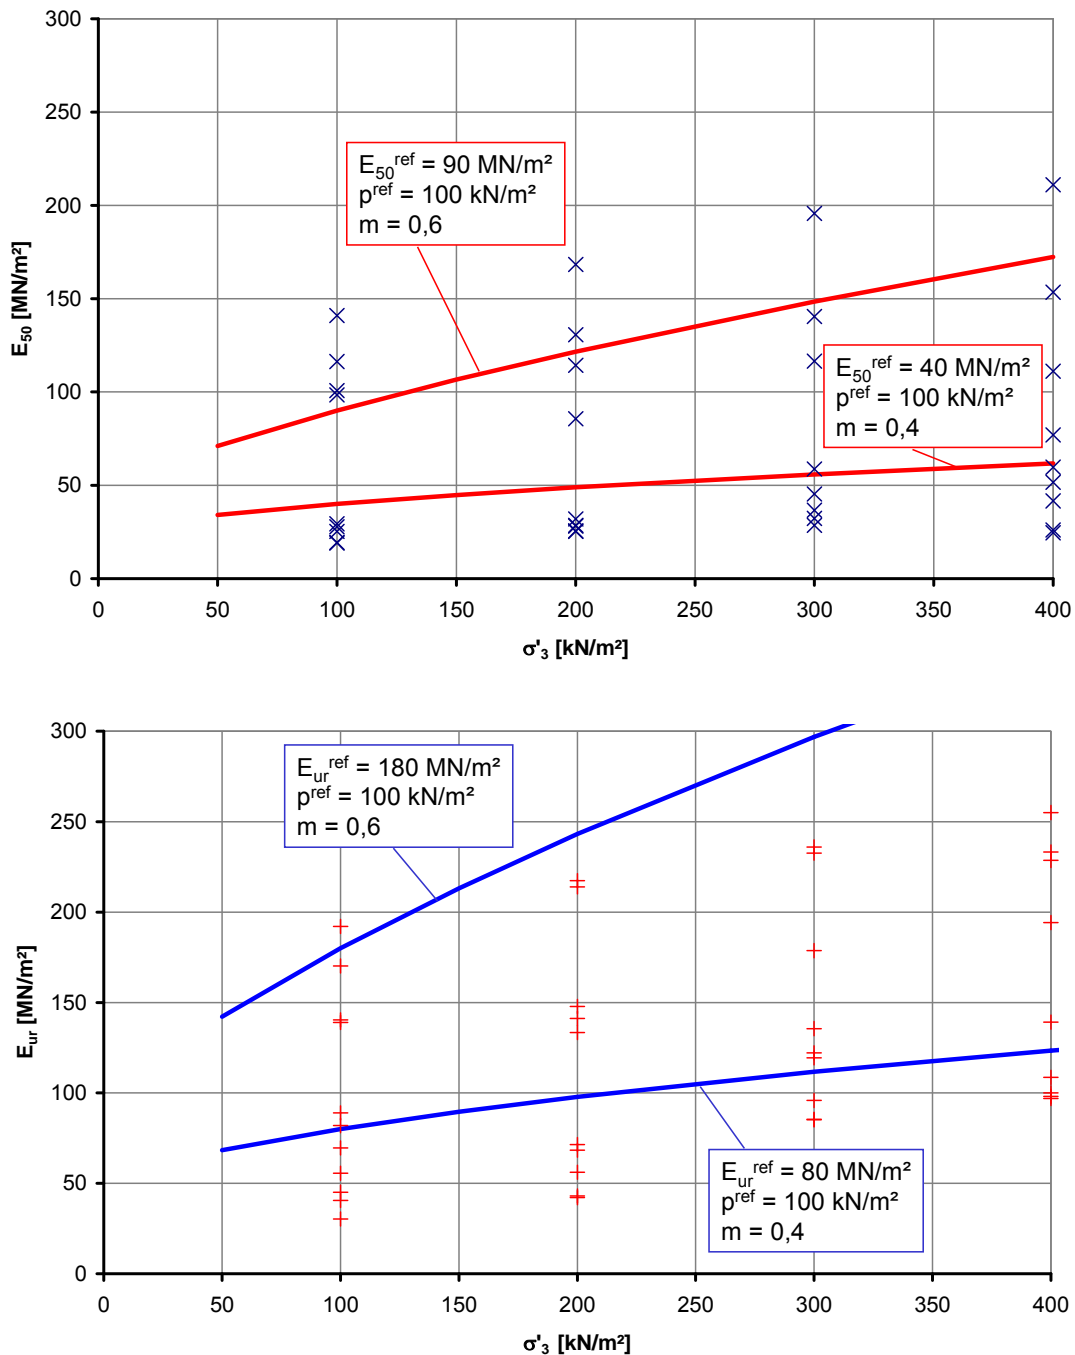 300
250
200
150
100
50
0
E₅₀ [MN/m²]
E₅₀ʳᵉᶠ = 90 MN/m²
pʳᵉᶠ = 100 kN/m²
m = 0,6
E₅₀ʳᵉᶠ = 40 MN/m²
pʳᵉᶠ = 100 kN/m²
m = 0,4
0 50 100 150 200 250 300 350 400
σ'₃ [kN/m²]
300
250
200
150
100
50
0
E_ur [MN/m²]
E_urʳᵉᶠ = 180 MN/m²
pʳᵉᶠ = 100 kN/m²
m = 0,6
E_urʳᵉᶠ = 80 MN/m²
pʳᵉᶠ = 100 kN/m²
m = 0,4
0 50 100 150 200 250 300 350 400
σ'₃ [kN/m²]